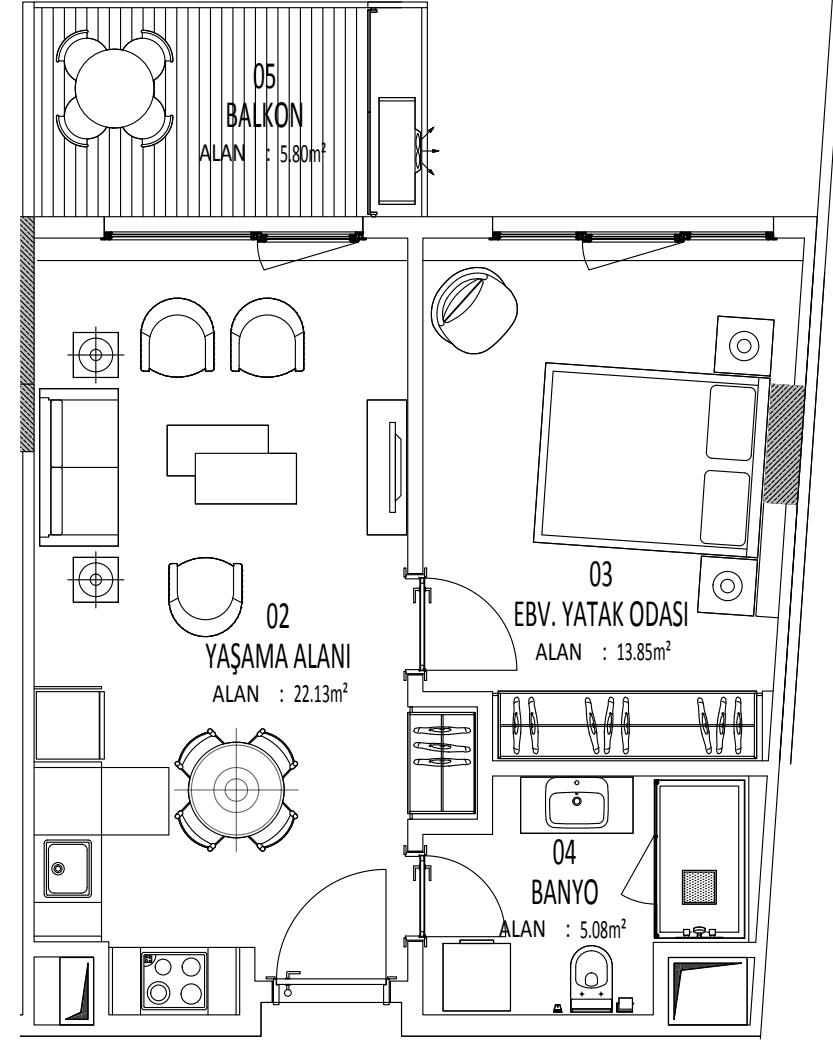 05
BALKON
ALAN : 5.80m²
03
EBV. YATAK ODASI
ALAN : 13.85m²
02
YAŞAMA ALANI
ALAN : 22.13m²
04
BANYO
ALAN : 5.08m²